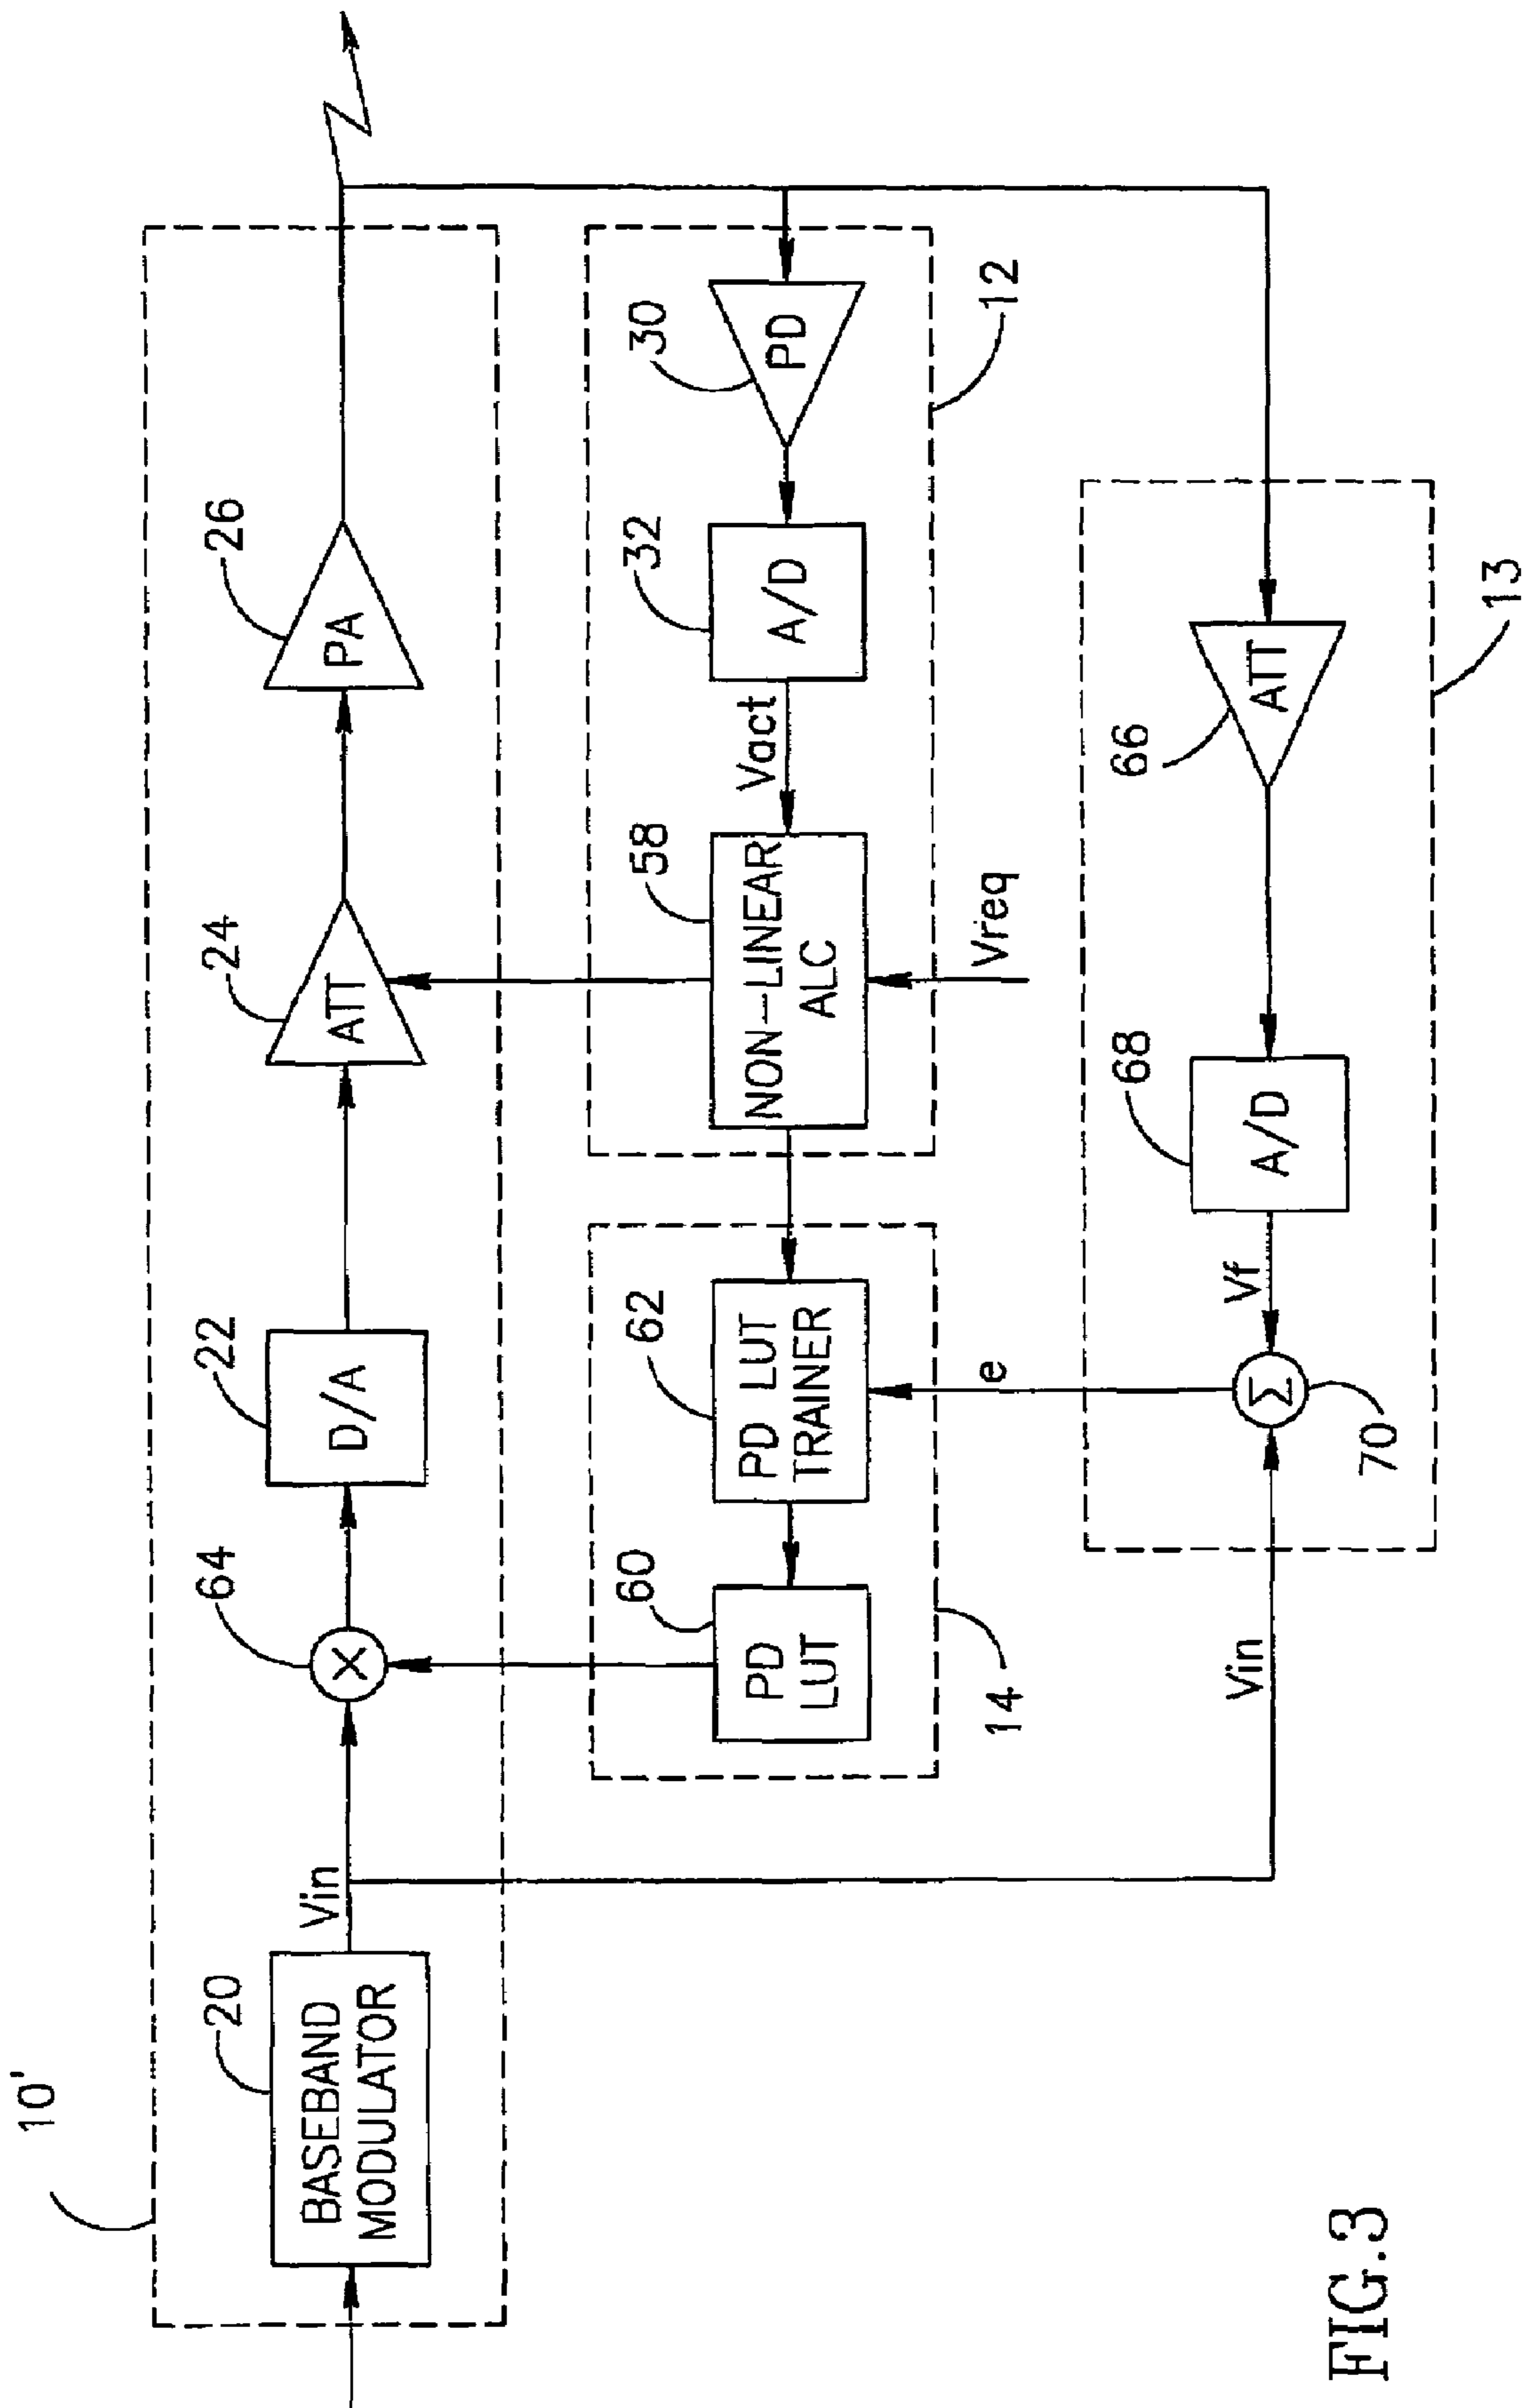 10'
20
BASEBAND
MODULATOR
Vin
64
X
22
D/A
24
ATT
26
PA
60
PD
LUT
62
PD LUT
TRAINER
14
58
NON-LINEAR
ALC
Vact
32
A/D
30
PD
12
Vreq
e
Vin
Σ
70
Vf
68
A/D
66
ATT
13
FIG.3